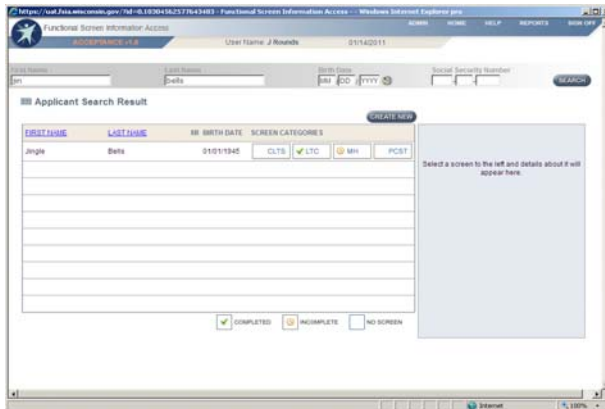 https://uat.fsia.wisconsin.gov/?id=0.1930436257764340​3 - Functional Screen Information Access - - Windows Internet Explorer pro
ADMIN HOME HELP REPORTS SIGN OFF
Functional Screen Information Access
ACCEPTANCE v1.8 User Name: J Rounds 01/14/2011
First Name Last Name Birth Date Social Security Number
jin bells MM / DD / YYYY - - SEARCH
Applicant Search Result
CREATE NEW
FIRST NAME LAST NAME MI BIRTH DATE SCREEN CATEGORIES
Jingle Bells 01/01/1945 CLTS LTC MH PCST
Select a screen to the left and details about it will
appear here.
COMPLETED INCOMPLETE NO SCREEN
Internet 100%